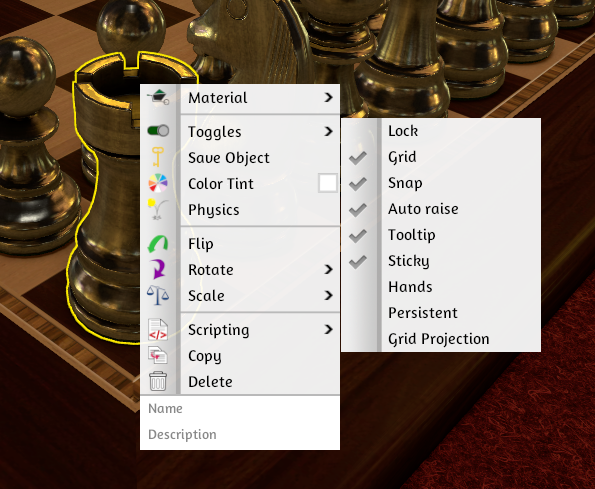 Material
Toggles
Save Object
Color Tint
Physics
Flip
Rotate
Scale
Scripting
Copy
Delete
Name
Description
Lock
Grid
Snap
Auto raise
Tooltip
Sticky
Hands
Persistent
Grid Projection